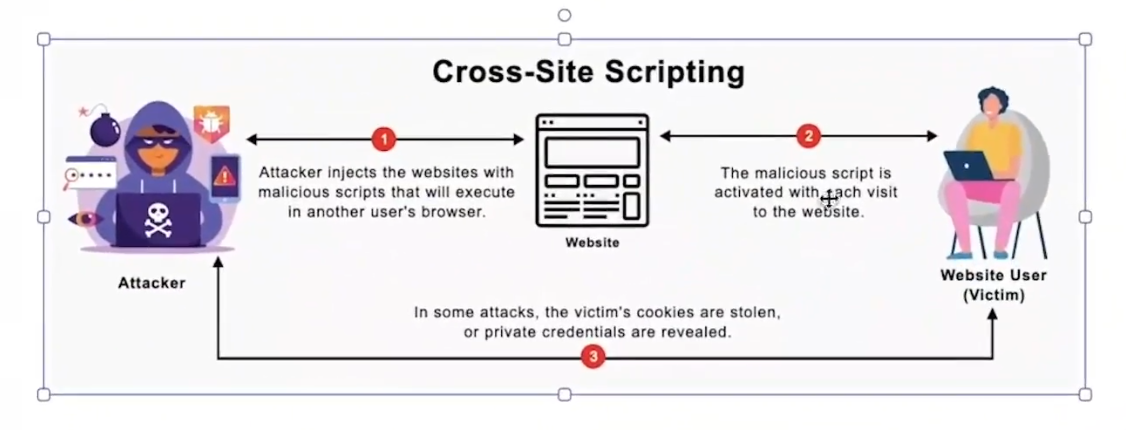 Cross-Site Scripting
1
2
Attacker injects the websites with
malicious scripts that will execute
in another user's browser.
The malicious script is
activated with each visit
to the website.
Website
Attacker
Website User
(Victim)
In some attacks, the victim's cookies are stolen,
or private credentials are revealed.
3